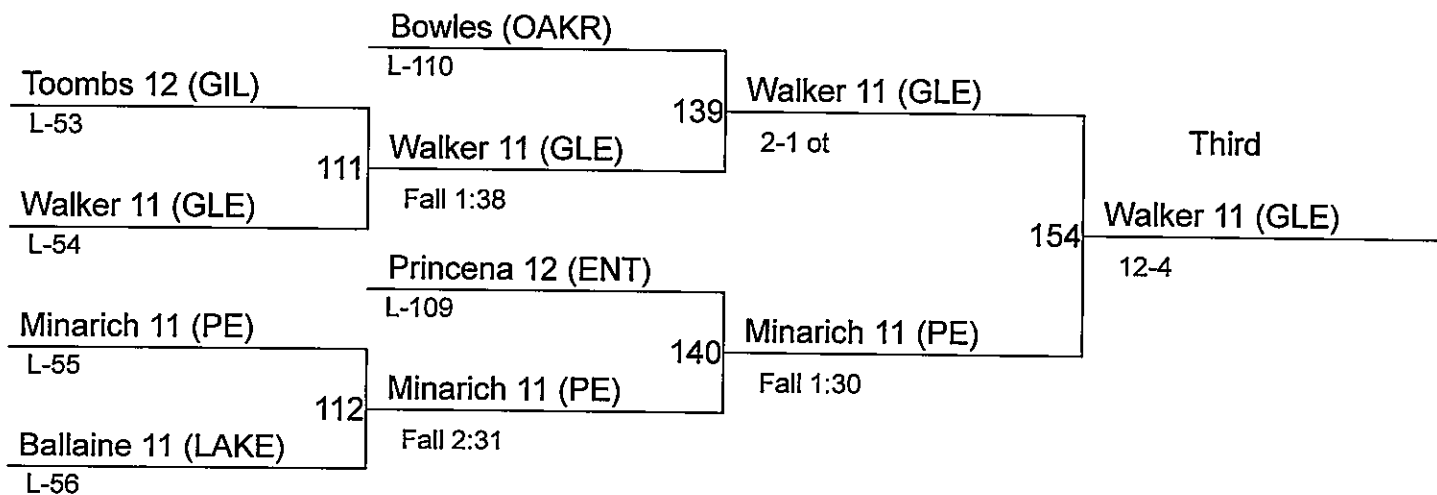 Bowles (OAKR)
L-110
Toombs 12 (GIL)
L-53
139
Walker 11 (GLE)
2-1 ot
Third
111
Walker 11 (GLE)
Fall 1:38
Walker 11 (GLE)
L-54
154
Walker 11 (GLE)
12-4
Princena 12 (ENT)
L-109
Minarich 11 (PE)
L-55
140
Minarich 11 (PE)
Fall 1:30
112
Minarich 11 (PE)
Fall 2:31
Ballaine 11 (LAKE)
L-56